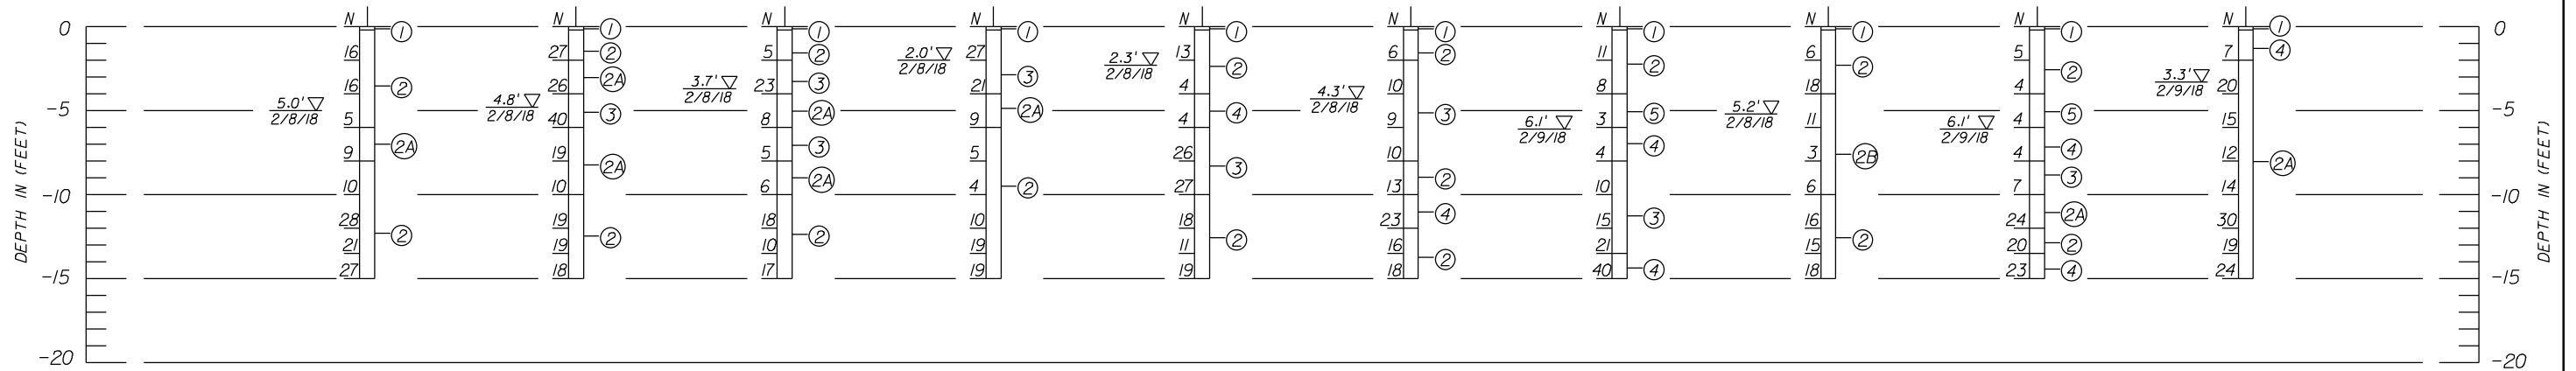 N N N N N N N N N N
0 1 1 1 1 1 1 1 1 1 1 0
16 27 2 5 2 27 13 6 2 11 6 5 7 4
2.0' 2/8/18 2.3' 2/8/18
16 2 26 2A 3.7' 2/8/18 23 3 21 3 4 2 10 8 2 18 2 4 2 3.3' 2/9/18 20
-5 5.0' 2/8/18 4.8' 2/8/18 4.3' 2/8/18 -5
5 40 3 8 2A 9 2A 4 4 9 3 6.1' 2/9/18 3 5 5.2' 2/8/18 11 6.1' 2/9/18 4 5 15
9 2A 19 2A 5 3 5 26 3 10 4 4 3 2B 4 4 12 2A
-10 10 10 6 2A 4 2 27 13 2 10 6 7 3 14 -10
28 19 18 10 18 23 4 15 3 16 24 2A 30
21 2 19 2 10 2 19 11 2 16 21 15 2 20 2 19
-15 27 18 17 19 19 18 2 40 4 18 23 4 24 -15
-20 -20
DEPTH IN (FEET)
DEPTH IN (FEET)